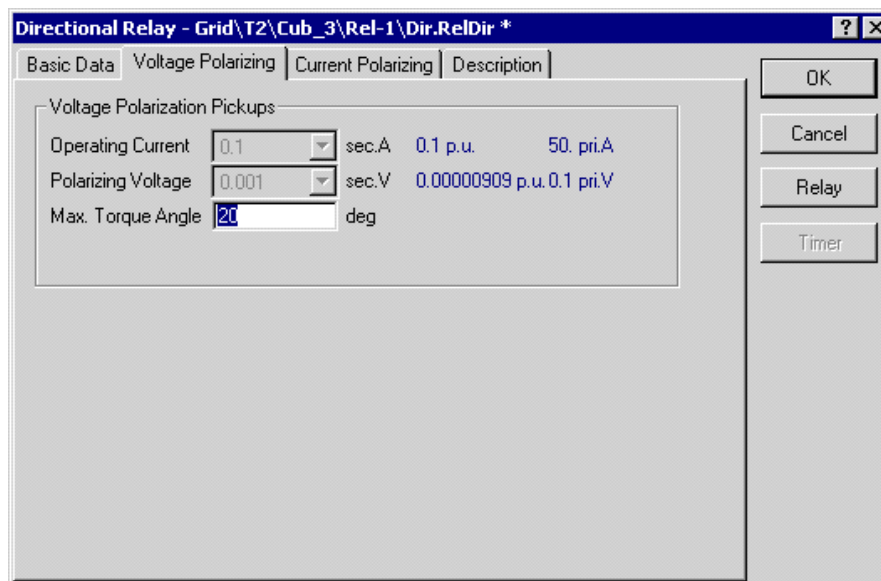 Directional Relay - Grid\T2\Cub_3\Rel-1\Dir.RelDir *
Basic Data Voltage Polarizing Current Polarizing Description
OK
Cancel
Relay
Timer
Voltage Polarization Pickups
Operating Current 0.1 sec.A 0.1 p.u. 50. pri.A
Polarizing Voltage 0.001 sec.V 0.00000909 p.u. 0.1 pri.V
Max. Torque Angle 20 deg